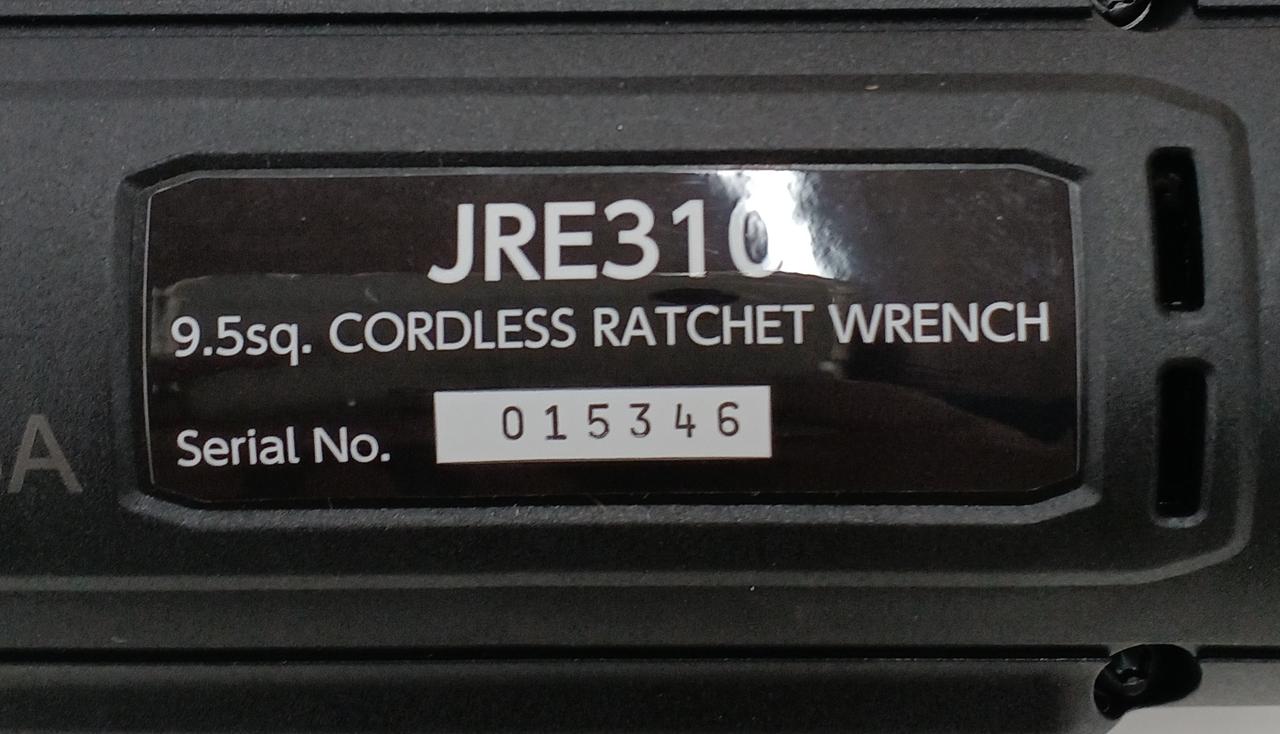 JRE310
9.5sq. CORDLESS RATCHET WRENCH
Serial No. 015346
A